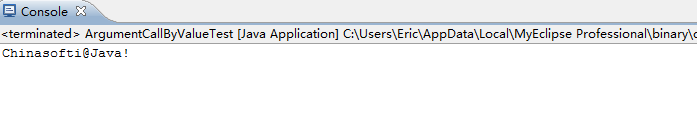 Console
<terminated> ArgumentCallByValueTest [Java Application] C:\Users\Eric\AppData\Local\MyEclipse Professional\binary\
Chinasofti@Java!